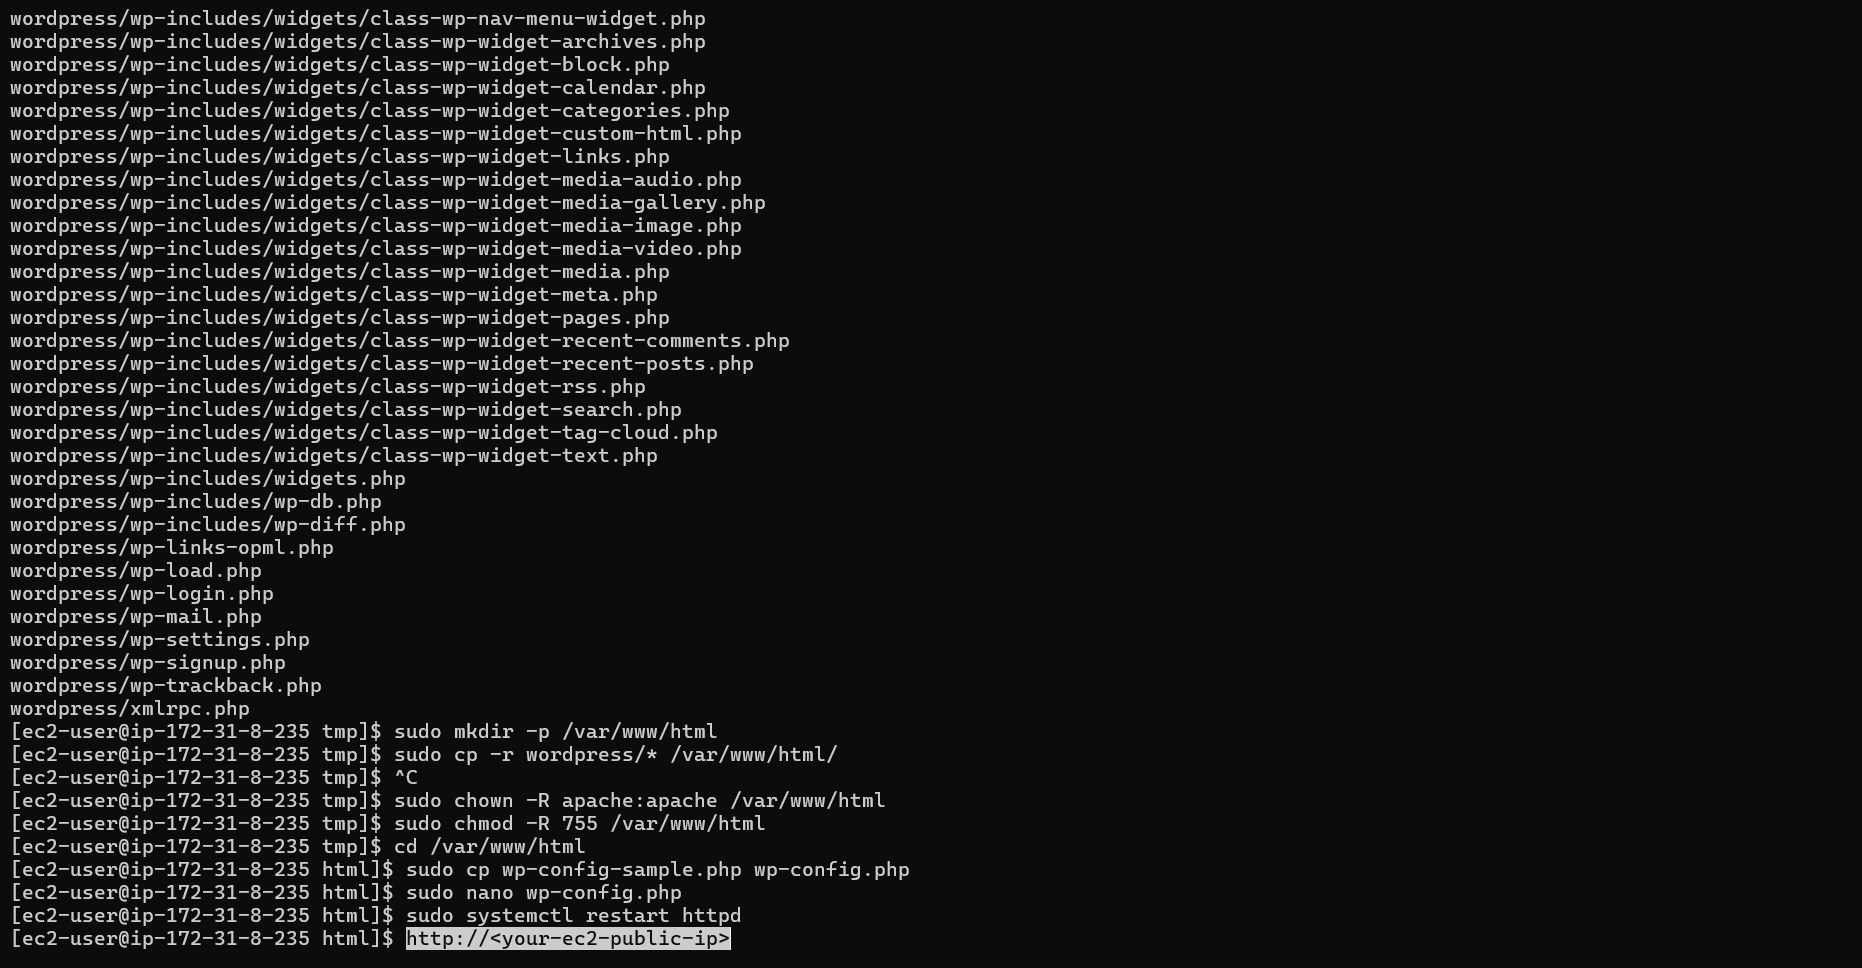 wordpress/wp-includes/widgets/class-wp-nav-menu-widget.php
wordpress/wp-includes/widgets/class-wp-widget-archives.php
wordpress/wp-includes/widgets/class-wp-widget-block.php
wordpress/wp-includes/widgets/class-wp-widget-calendar.php
wordpress/wp-includes/widgets/class-wp-widget-categories.php
wordpress/wp-includes/widgets/class-wp-widget-custom-html.php
wordpress/wp-includes/widgets/class-wp-widget-links.php
wordpress/wp-includes/widgets/class-wp-widget-media-audio.php
wordpress/wp-includes/widgets/class-wp-widget-media-gallery.php
wordpress/wp-includes/widgets/class-wp-widget-media-image.php
wordpress/wp-includes/widgets/class-wp-widget-media-video.php
wordpress/wp-includes/widgets/class-wp-widget-media.php
wordpress/wp-includes/widgets/class-wp-widget-meta.php
wordpress/wp-includes/widgets/class-wp-widget-pages.php
wordpress/wp-includes/widgets/class-wp-widget-recent-comments.php
wordpress/wp-includes/widgets/class-wp-widget-recent-posts.php
wordpress/wp-includes/widgets/class-wp-widget-rss.php
wordpress/wp-includes/widgets/class-wp-widget-search.php
wordpress/wp-includes/widgets/class-wp-widget-tag-cloud.php
wordpress/wp-includes/widgets/class-wp-widget-text.php
wordpress/wp-includes/widgets.php
wordpress/wp-includes/wp-db.php
wordpress/wp-includes/wp-diff.php
wordpress/wp-links-opml.php
wordpress/wp-load.php
wordpress/wp-login.php
wordpress/wp-mail.php
wordpress/wp-settings.php
wordpress/wp-signup.php
wordpress/wp-trackback.php
wordpress/xmlrpc.php
[ec2-user@ip-172-31-8-235 tmp]$ sudo mkdir -p /var/www/html
[ec2-user@ip-172-31-8-235 tmp]$ sudo cp -r wordpress/* /var/www/html/
[ec2-user@ip-172-31-8-235 tmp]$ ^C
[ec2-user@ip-172-31-8-235 tmp]$ sudo chown -R apache:apache /var/www/html
[ec2-user@ip-172-31-8-235 tmp]$ sudo chmod -R 755 /var/www/html
[ec2-user@ip-172-31-8-235 tmp]$ cd /var/www/html
[ec2-user@ip-172-31-8-235 html]$ sudo cp wp-config-sample.php wp-config.php
[ec2-user@ip-172-31-8-235 html]$ sudo nano wp-config.php
[ec2-user@ip-172-31-8-235 html]$ sudo systemctl restart httpd
[ec2-user@ip-172-31-8-235 html]$ http://<your-ec2-public-ip>